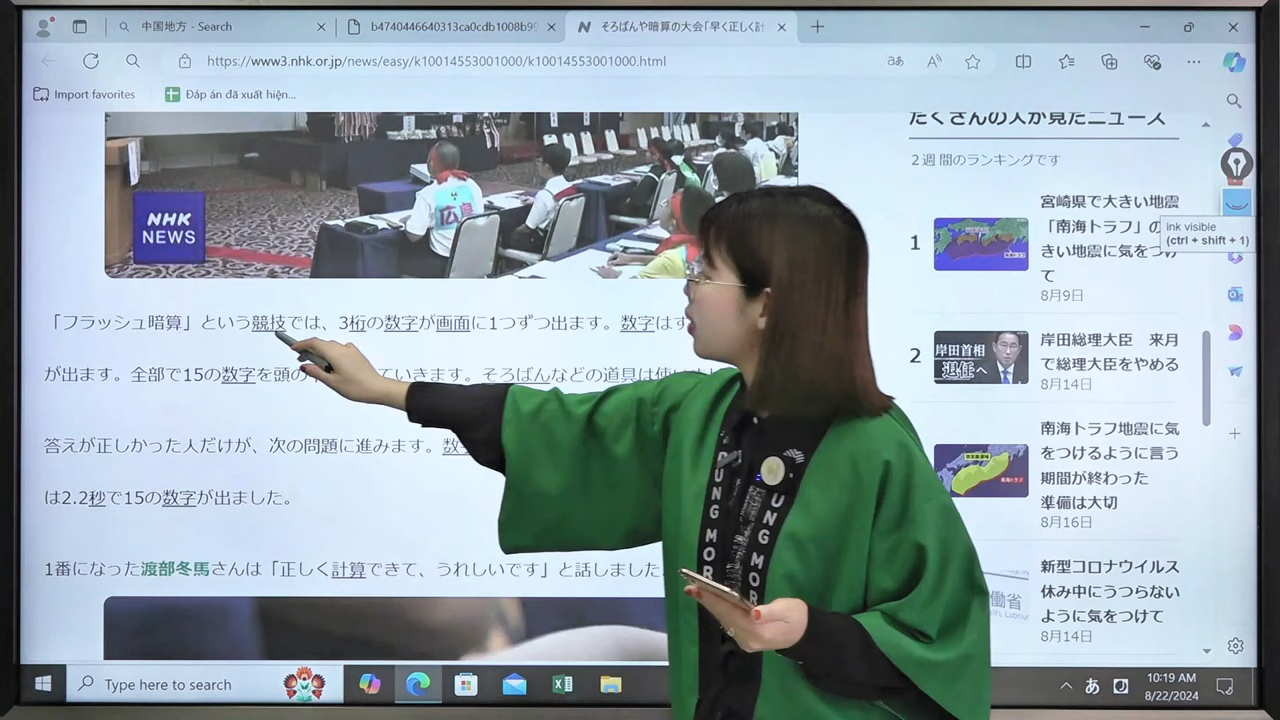 中国地方 - Search
b4740446640313ca0cdb1008b99
そろばんや暗算の大会「早く正しく計
https://www3.nhk.or.jp/news/easy/k10014553001000/k10014553001000.html
Import favorites
Đáp án đã xuất hiện...
広島
NHK
NEWS
「フラッシュ暗算」という競技では、3桁の数字が画面に1つずつ出ます。数字はす
が出ます。全部で15の数字を頭の
ていきます。そろばんなどの道具は使い
答えが正しかった人だけが、次の問題に進みます。
は2.2秒で15の数字が出ました。
1番になった渡部冬馬さんは「正しく計算できて、うれしいです」と話しました
たくさんの人が見たニュース
2週間のランキングです
1
宮崎県で大きい地震
「南海トラフ」の
きい地震に気をつけ
て
8月9日
2
岸田首相
退任へ
岸田総理大臣 来月
で総理大臣をやめる
8月14日
南海トラフ地震に気
をつけるように言う
期間が終わった
準備は大切
8月16日
働省
新型コロナウイルス
休み中にうつらない
ように気をつけて
8月14日
Ink visible
(ctrl + shift + 1)
DUNG MOR
UNG MOR
Type here to search
あ
10:19 AM
8/22/2024